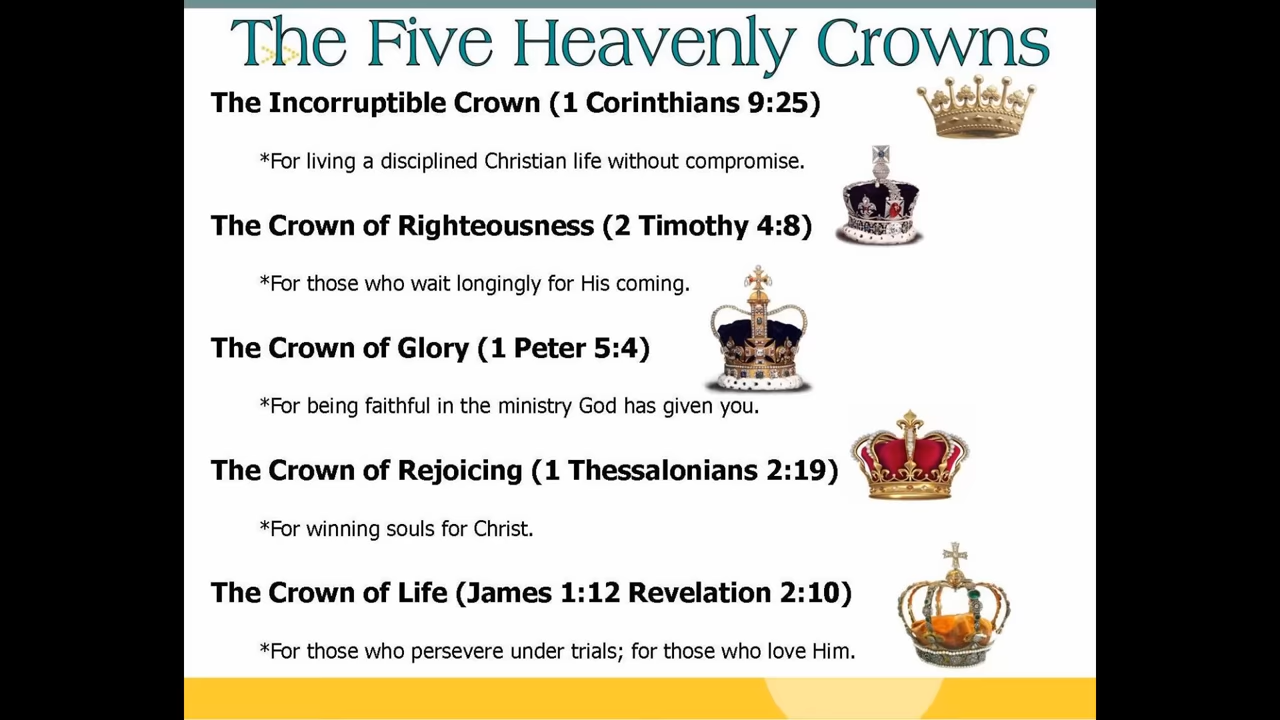 The Five Heavenly Crowns
The Incorruptible Crown (1 Corinthians 9:25)
*For living a disciplined Christian life without compromise.
The Crown of Righteousness (2 Timothy 4:8)
*For those who wait longingly for His coming.
The Crown of Glory (1 Peter 5:4)
*For being faithful in the ministry God has given you.
The Crown of Rejoicing (1 Thessalonians 2:19)
*For winning souls for Christ.
The Crown of Life (James 1:12 Revelation 2:10)
*For those who persevere under trials; for those who love Him.